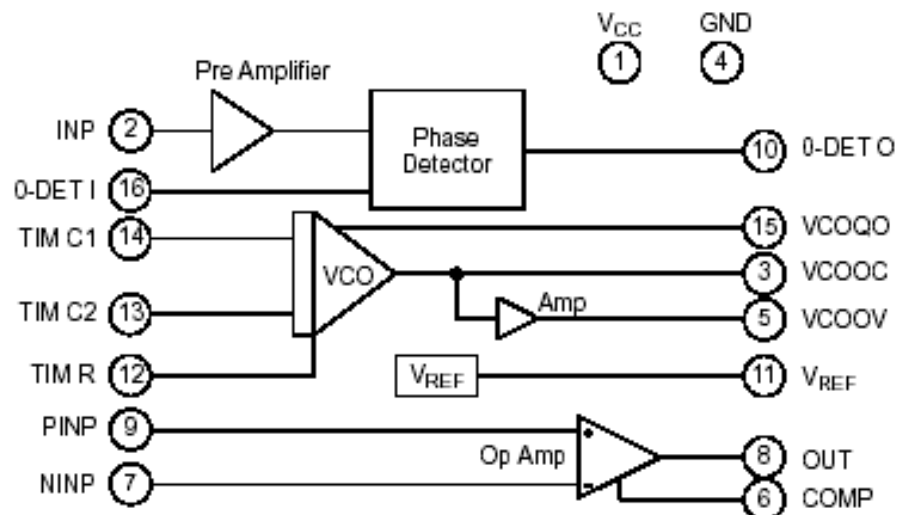 VCC GND
1 4
Pre Amplifier
INP 2
Phase
Detector
10 0-DET O
0-DET I 16
TIM C1 14
15 VCOQO
VCO
3 VCOOC
TIM C2 13
Amp
5 VCOOV
TIM R 12
VREF
11 VREF
PINP 9
Op Amp
+
8 OUT
NINP 7
-
6 COMP